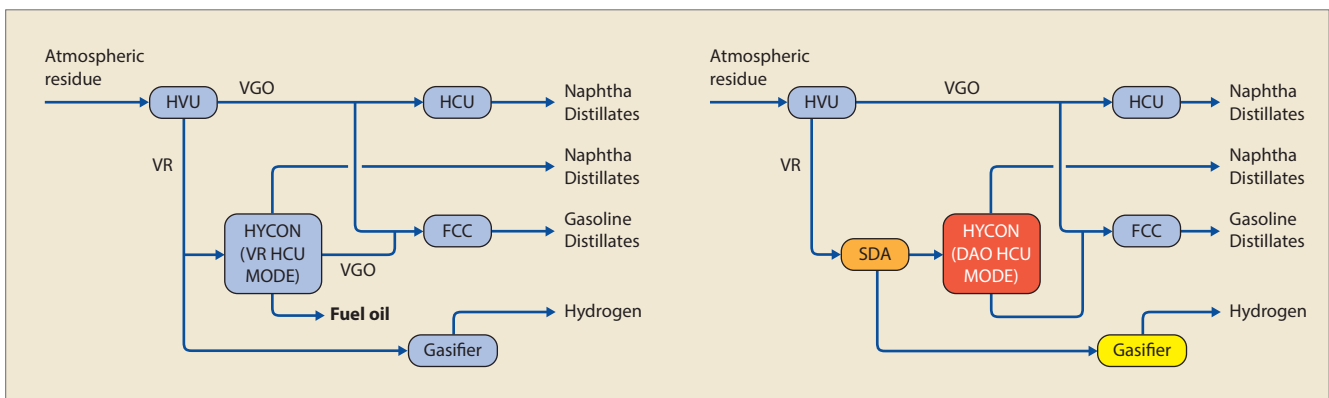 Atmospheric
residue
HVU
VGO
HCU
Naphtha
Distillates
VR
Naphtha
Distillates
HYCON
(VR HCU
MODE)
VGO
FCC
Gasoline
Distillates
Fuel oil
Hydrogen
Gasifier
Atmospheric
residue
HVU
VGO
HCU
Naphtha
Distillates
VR
Naphtha
Distillates
SDA
HYCON
(DAO HCU
MODE)
FCC
Gasoline
Distillates
Hydrogen
Gasifier